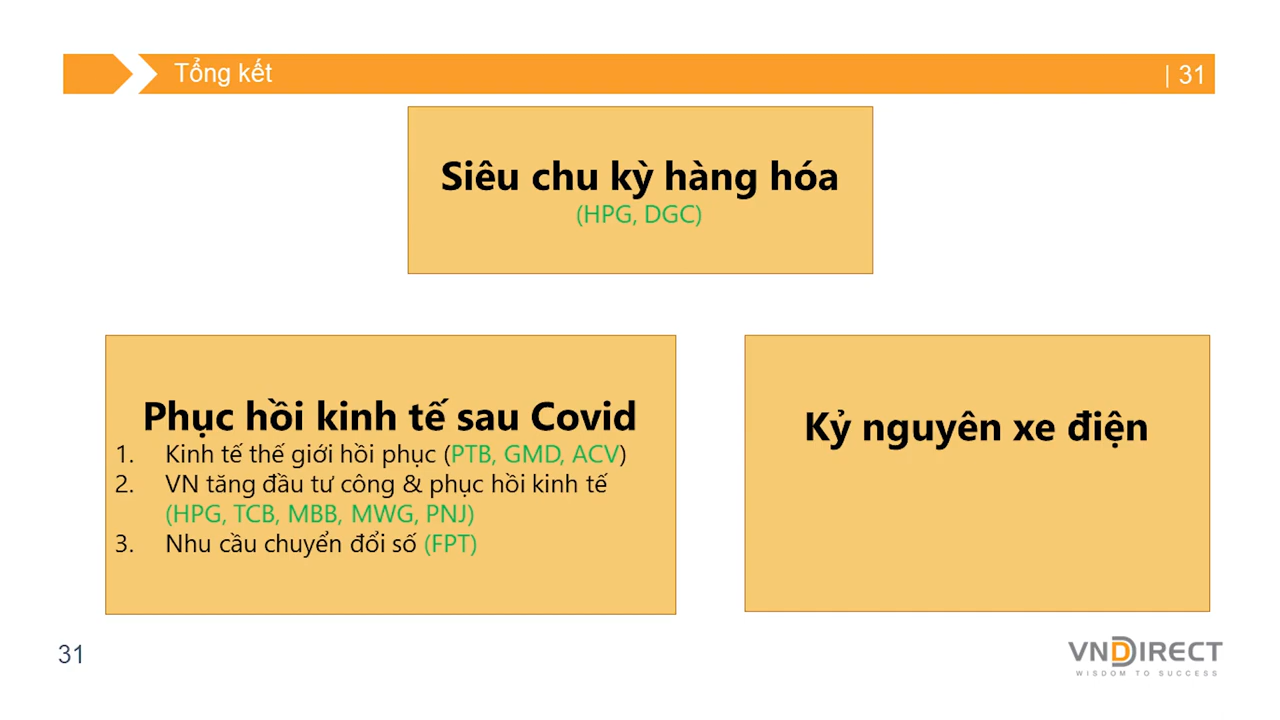 Tổng kết
| 31
Siêu chu kỳ hàng hóa
(HPG, DGC)
Phục hồi kinh tế sau Covid
1. Kinh tế thế giới hồi phục (PTB, GMD, ACV)
2. VN tăng đầu tư công & phục hồi kinh tế
(HPG, TCB, MBB, MWG, PNJ)
3. Nhu cầu chuyển đổi số (FPT)
Kỷ nguyên xe điện
31
VNDIRECT
WISDOM TO SUCCESS